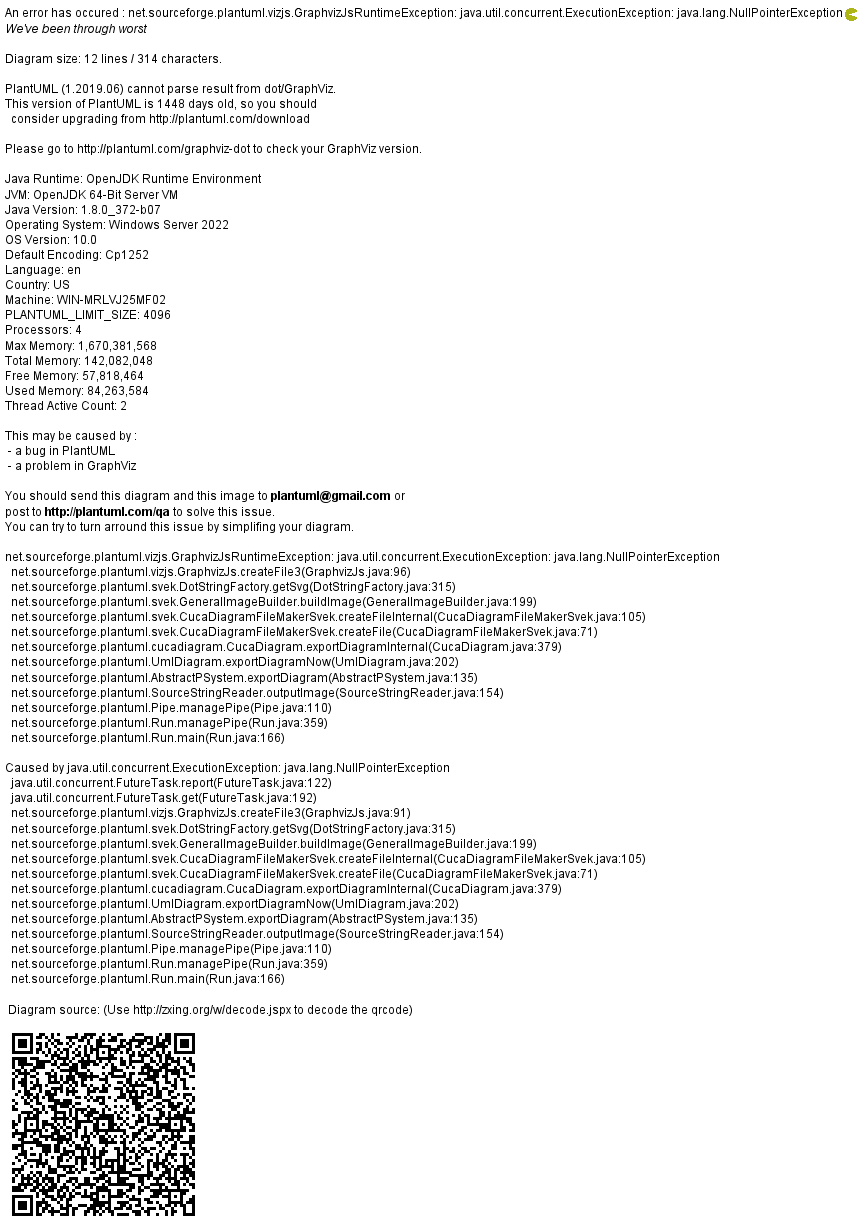 An error has occured : net.sourceforge.plantuml.vizjs.GraphvizJsRuntimeException: java.util.concurrent.ExecutionException: java.lang.NullPointerException
We've been through worst
Diagram size: 12 lines / 314 characters.
PlantUML (1.2019.06) cannot parse result from dot/GraphViz.
This version of PlantUML is 1448 days old, so you should
consider upgrading from http://plantuml.com/download
Please go to http://plantuml.com/graphviz-dot to check your GraphViz version.
Java Runtime: OpenJDK Runtime Environment
JVM: OpenJDK 64-Bit Server VM
Java Version: 1.8.0_372-b07
Operating System: Windows Server 2022
OS Version: 10.0
Default Encoding: Cp1252
Language: en
Country: US
Machine: WIN-MRLVJ25MF02
PLANTUML_LIMIT_SIZE: 4096
Processors: 4
Max Memory: 1,670,381,568
Total Memory: 142,082,048
Free Memory: 57,818,464
Used Memory: 84,263,584
Thread Active Count: 2
This may be caused by :
- a bug in PlantUML
- a problem in GraphViz
You should send this diagram and this image to plantuml@gmail.com or
post to http://plantuml.com/qa to solve this issue.
You can try to turn arround this issue by simplifing your diagram.
net.sourceforge.plantuml.vizjs.GraphvizJsRuntimeException: java.util.concurrent.ExecutionException: java.lang.NullPointerException
net.sourceforge.plantuml.vizjs.GraphvizJs.createFile3(GraphvizJs.java:96)
net.sourceforge.plantuml.svek.DotStringFactory.getSvg(DotStringFactory.java:315)
net.sourceforge.plantuml.svek.GeneralImageBuilder.buildImage(GeneralImageBuilder.java:199)
net.sourceforge.plantuml.svek.CucaDiagramFileMakerSvek.createFileInternal(CucaDiagramFileMakerSvek.java:105)
net.sourceforge.plantuml.svek.CucaDiagramFileMakerSvek.createFile(CucaDiagramFileMakerSvek.java:71)
net.sourceforge.plantuml.cucadiagram.CucaDiagram.exportDiagramInternal(CucaDiagram.java:379)
net.sourceforge.plantuml.UmlDiagram.exportDiagramNow(UmlDiagram.java:202)
net.sourceforge.plantuml.AbstractPSystem.exportDiagram(AbstractPSystem.java:135)
net.sourceforge.plantuml.SourceStringReader.outputImage(SourceStringReader.java:154)
net.sourceforge.plantuml.Pipe.managePipe(Pipe.java:110)
net.sourceforge.plantuml.Run.managePipe(Run.java:359)
net.sourceforge.plantuml.Run.main(Run.java:166)
Caused by java.util.concurrent.ExecutionException: java.lang.NullPointerException
java.util.concurrent.FutureTask.report(FutureTask.java:122)
java.util.concurrent.FutureTask.get(FutureTask.java:192)
net.sourceforge.plantuml.vizjs.GraphvizJs.createFile3(GraphvizJs.java:91)
net.sourceforge.plantuml.svek.DotStringFactory.getSvg(DotStringFactory.java:315)
net.sourceforge.plantuml.svek.GeneralImageBuilder.buildImage(GeneralImageBuilder.java:199)
net.sourceforge.plantuml.svek.CucaDiagramFileMakerSvek.createFileInternal(CucaDiagramFileMakerSvek.java:105)
net.sourceforge.plantuml.svek.CucaDiagramFileMakerSvek.createFile(CucaDiagramFileMakerSvek.java:71)
net.sourceforge.plantuml.cucadiagram.CucaDiagram.exportDiagramInternal(CucaDiagram.java:379)
net.sourceforge.plantuml.UmlDiagram.exportDiagramNow(UmlDiagram.java:202)
net.sourceforge.plantuml.AbstractPSystem.exportDiagram(AbstractPSystem.java:135)
net.sourceforge.plantuml.SourceStringReader.outputImage(SourceStringReader.java:154)
net.sourceforge.plantuml.Pipe.managePipe(Pipe.java:110)
net.sourceforge.plantuml.Run.managePipe(Run.java:359)
net.sourceforge.plantuml.Run.main(Run.java:166)
Diagram source: (Use http://zxing.org/w/decode.jspx to decode the qrcode)